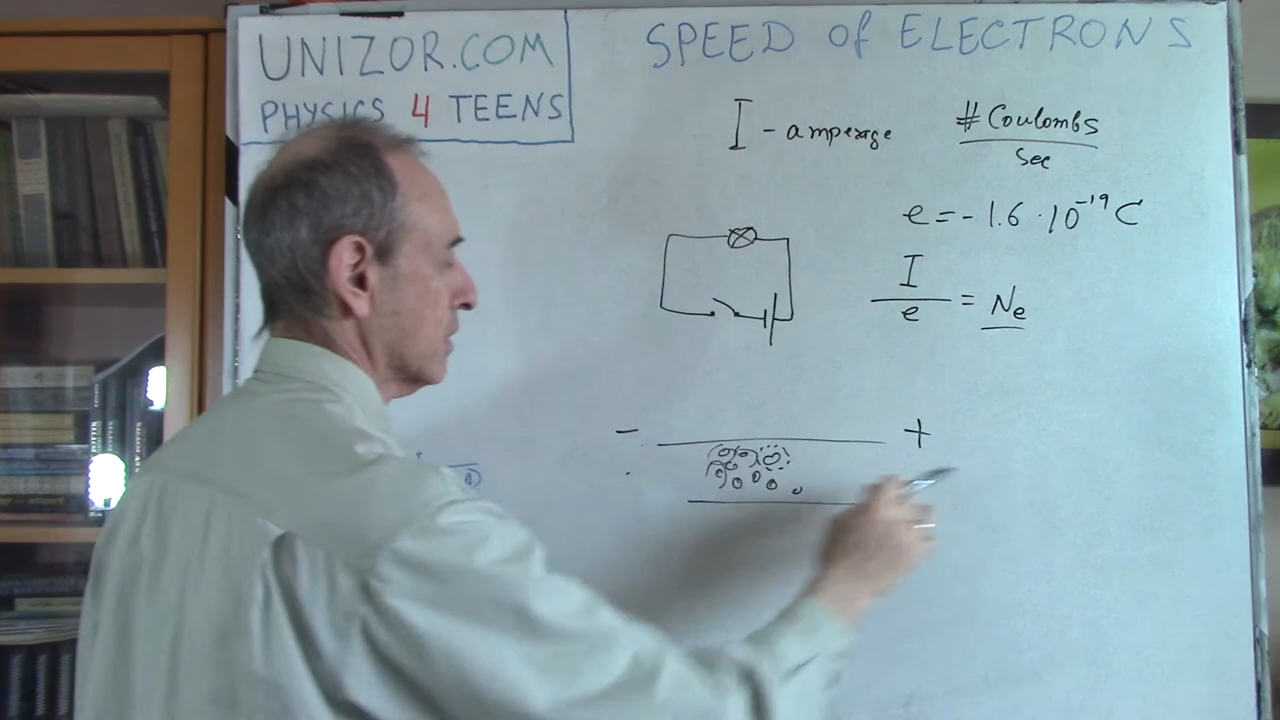 UNIZOR.COM
PHYSICS 4 TEENS
SPEED of ELECTRONS
I - amperage
# Coulombs
Sec
e = - 1.6 · 10⁻¹⁹ C
I
e
= Ne
- +